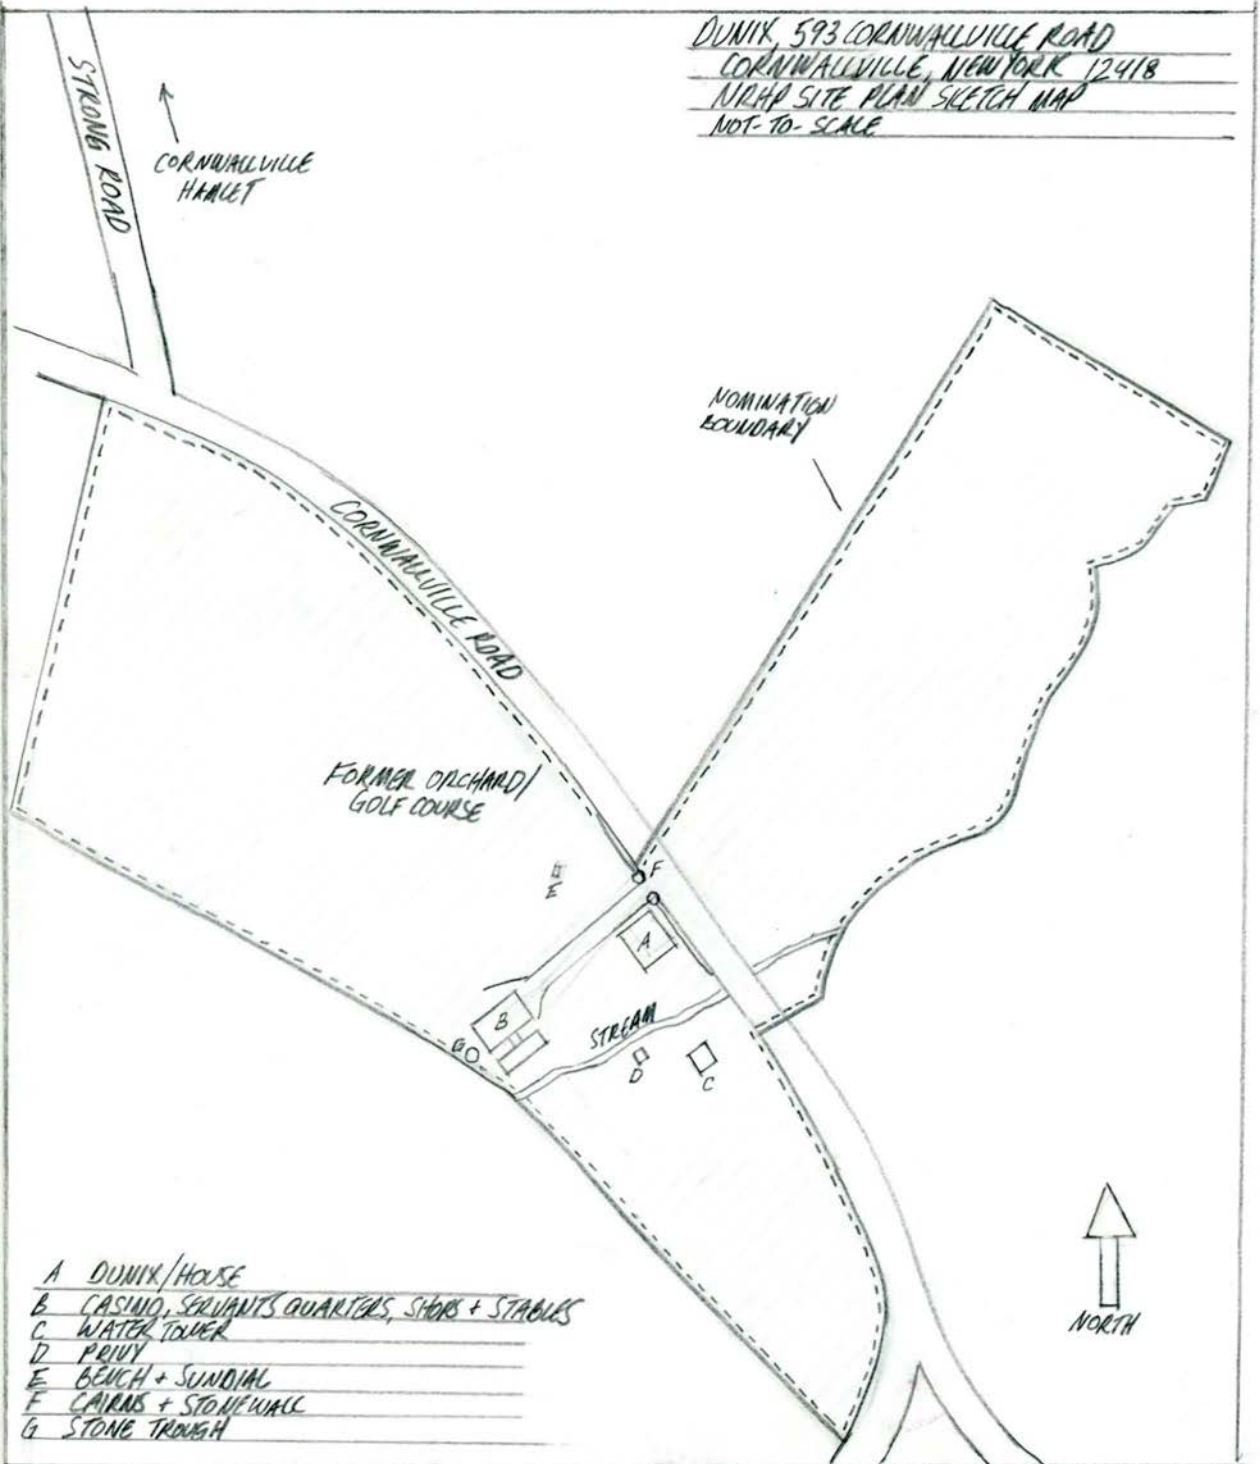 DUNIX, 593 CORNWALLVILLE ROAD
CORNWALLVILLE, NEW YORK 12418
NRHP SITE PLAN SKETCH MAP
NOT-TO-SCALE
STRONG ROAD
CORNWALLVILLE
HAMLET
NOMINATION
BOUNDARY
CORNWALLVILLE ROAD
FORMER ORCHARD/
GOLF COURSE
E
F
A
B
STREAM
G
D
C
NORTH
A DUNIX/HOUSE
B CASINO, SERVANTS QUARTERS, SHOPS + STABLES
C WATER TOWER
D PRIVY
E BENCH + SUNDIAL
F CAIRNS + STONEWALL
G STONE TROUGH